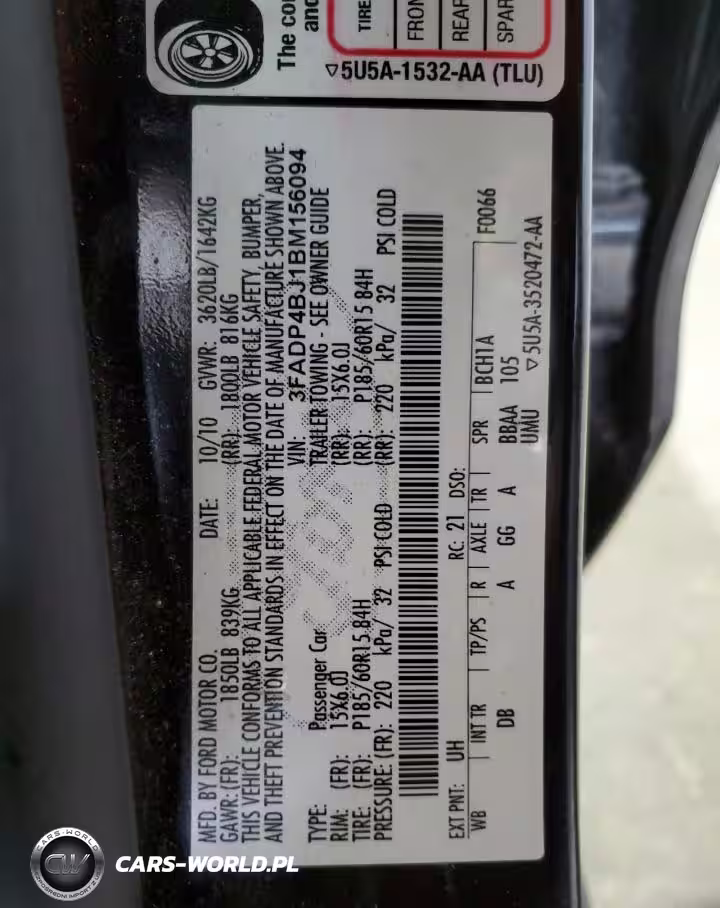 The co
and
TIRE
FRON
REAR
SPAR
▽5U5A-1532-AA (TLU)
MFD. BY FORD MOTOR CO. DATE: 10/10 GVWR: 3620LB/1642KG
GAWR: (FR): 1850LB 839KG (RR): 1800LB 816KG
THIS VEHICLE CONFORMS TO ALL APPLICABLE FEDERAL MOTOR VEHICLE SAFETY, BUMPER,
AND THEFT PREVENTION STANDARDS IN EFFECT ON THE DATE OF MANUFACTURE SHOWN ABOVE.
VIN: 3FADP4BJ1BM156094
TYPE: Passenger Car TRAILER TOWING - SEE OWNER GUIDE
RIM: (FR): 15X6.0J (RR): 15X6.0J
TIRE: (FR): P185/60R15 84H (RR): P185/60R15 84H
PRESSURE: (FR): 220 kPa/ 32 PSI COLD (RR): 220 kPa/ 32 PSI COLD
EXT PNT: UH RC: 21 DSO: F0066
WB INT TR TP/PS R AXLE TR SPR BCH1A
DB A GG A BBAA 105
UMU ▽5U5A-3520472-AA
CARS-WORLD
CW
BEZPOŚREDNI IMPORT Z USA
CARS-WORLD.PL